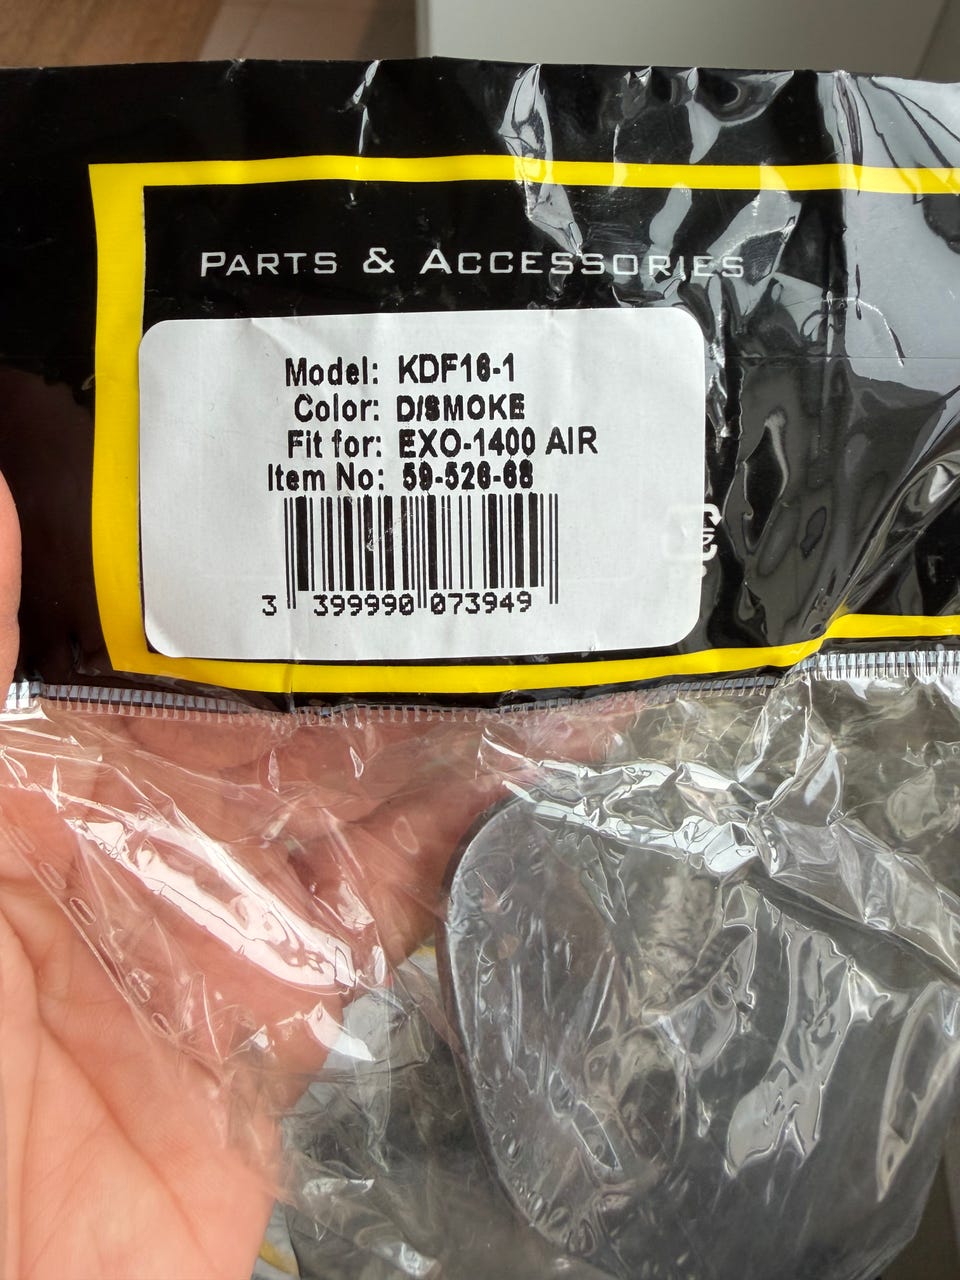 PARTS & ACCESSORIES
Model: KDF16-1
Color: D/SMOKE
Fit for: EXO-1400 AIR
Item No: 59-526-68
3 399990 073949